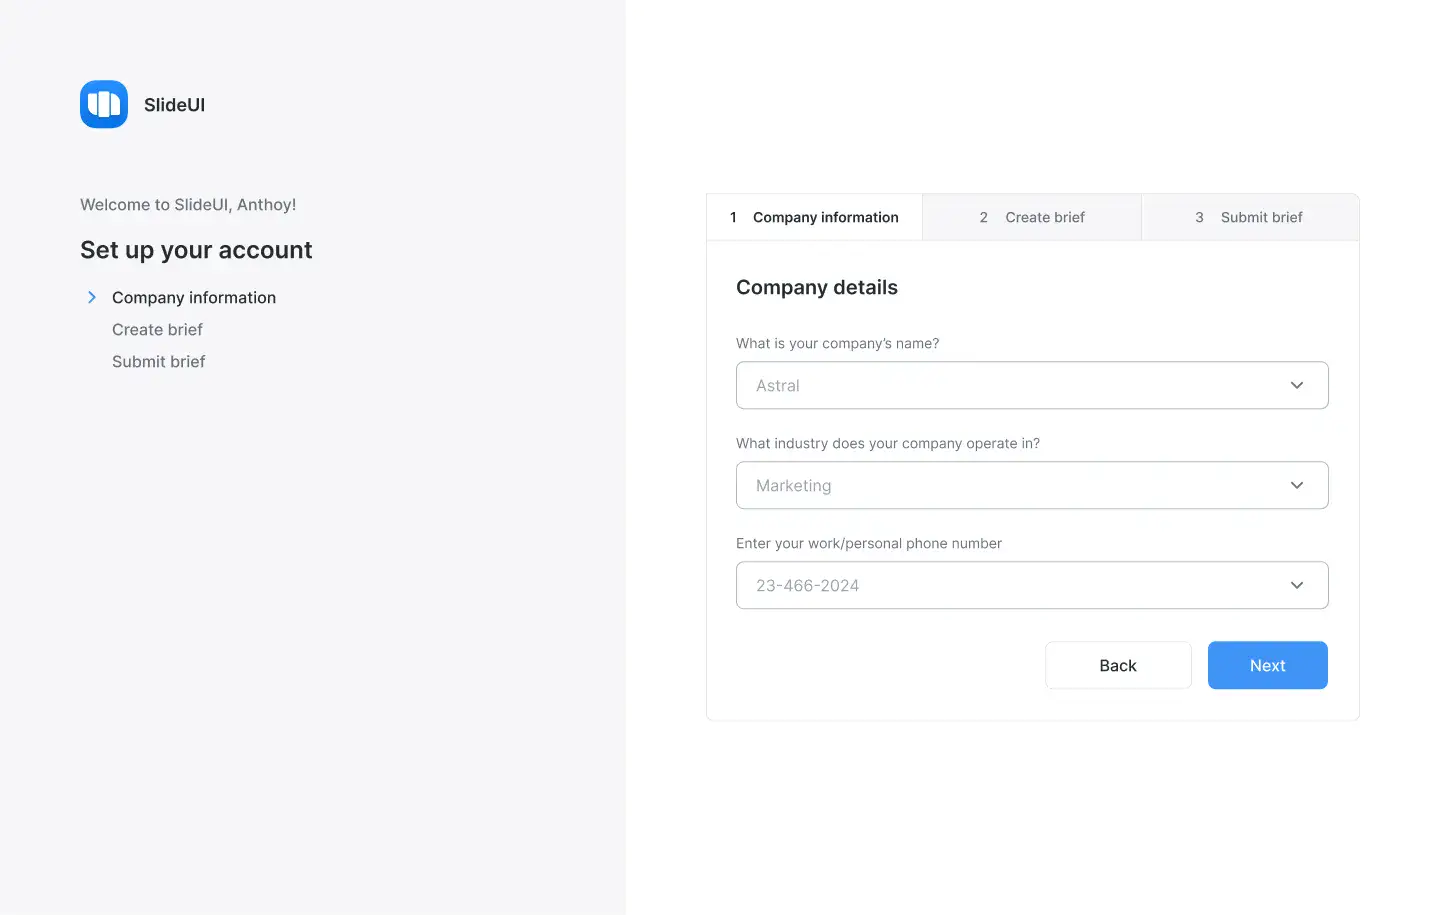 SlideUI
Welcome to SlideUI, Anthoy!
Set up your account
Company information
Create brief
Submit brief
1 Company information
2 Create brief
3 Submit brief
Company details
What is your company’s name?
Astral
What industry does your company operate in?
Marketing
Enter your work/personal phone number
23-466-2024
Back
Next